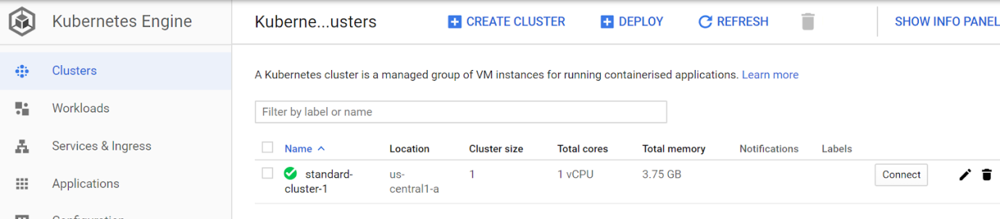 Kubernetes Engine
Kuberne...usters
CREATE CLUSTER
DEPLOY
REFRESH
SHOW INFO PANEL
Clusters
Workloads
Services & Ingress
Applications
Configuration
A Kubernetes cluster is a managed group of VM instances for running containerised applications. Learn more
Filter by label or name
Name Location Cluster size Total cores Total memory Notifications Labels
standard- us- 1 1 vCPU 3.75 GB Connect
cluster-1 central1-a